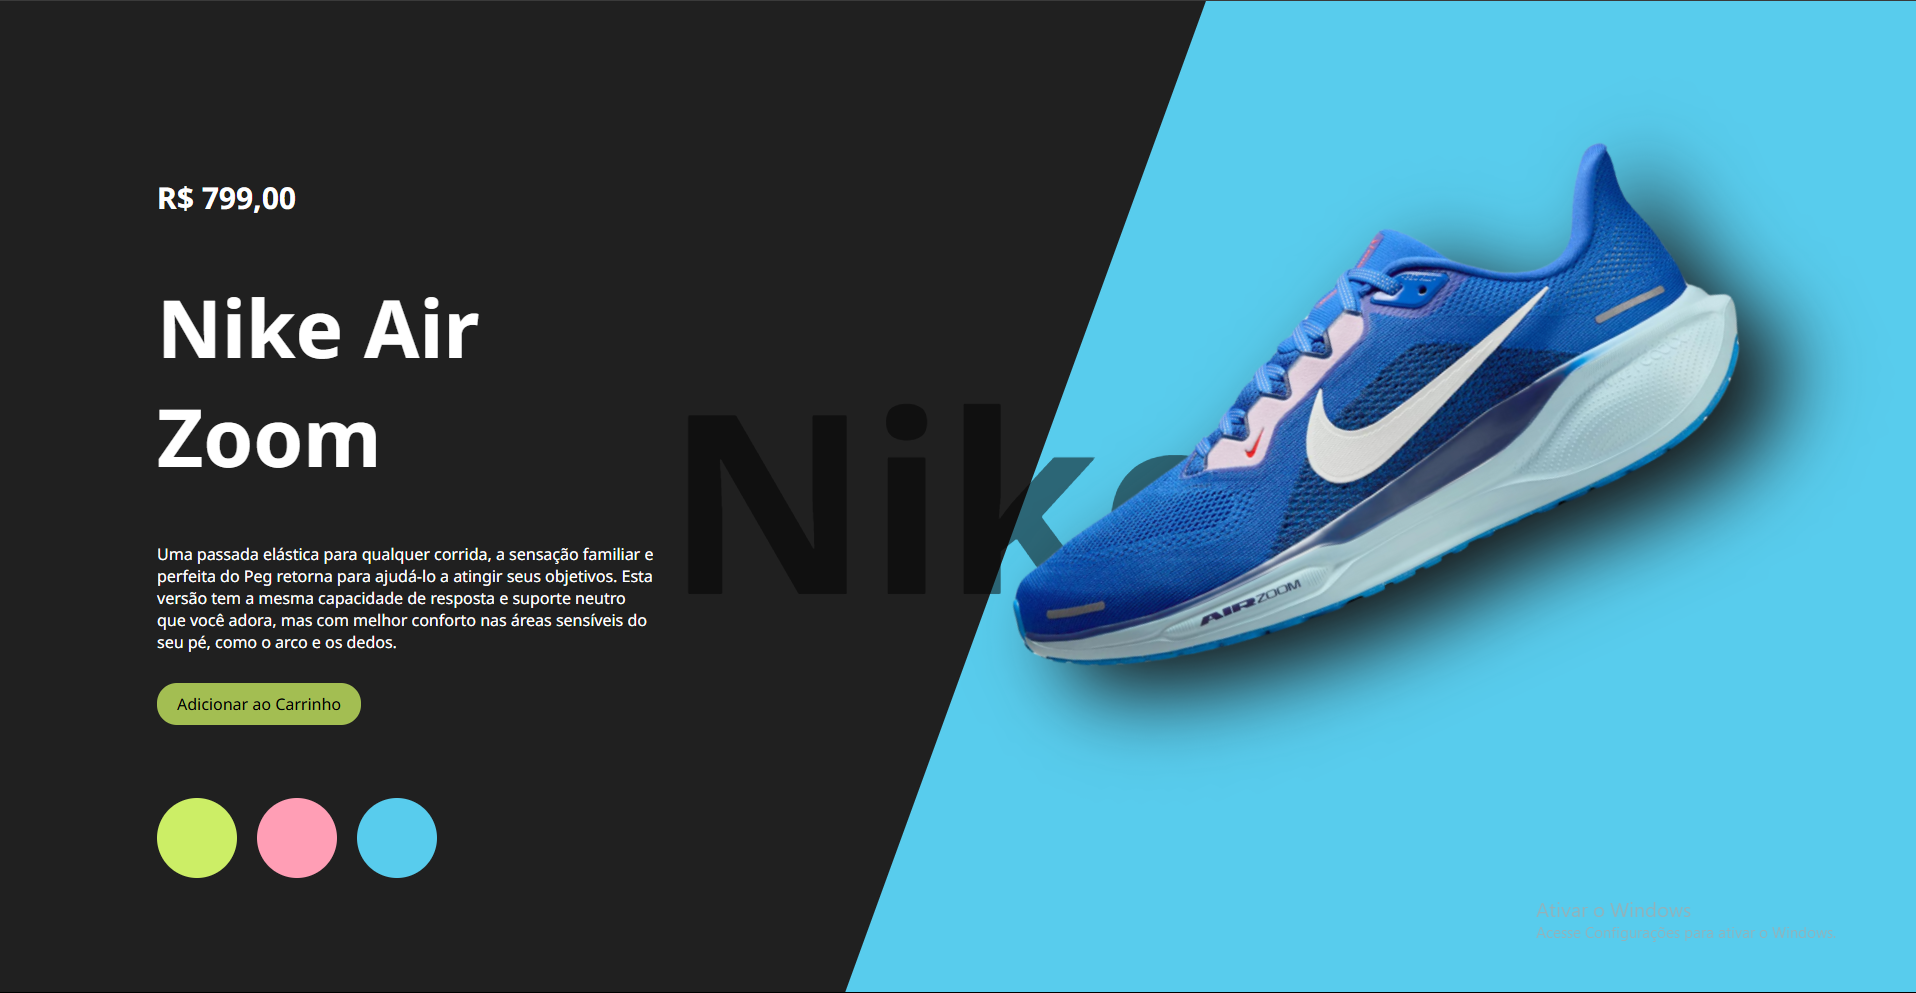 R$ 799,00
Nike Air
Zoom
Nike
Uma passada elástica para qualquer corrida, a sensação familiar e
perfeita do Peg retorna para ajudá-lo a atingir seus objetivos. Esta
versão tem a mesma capacidade de resposta e suporte neutro
que você adora, mas com melhor conforto nas áreas sensíveis do
seu pé, como o arco e os dedos.
Adicionar ao Carrinho
AIR ZOOM
Ativar o Windows
Acesse Configurações para ativar o Windows.